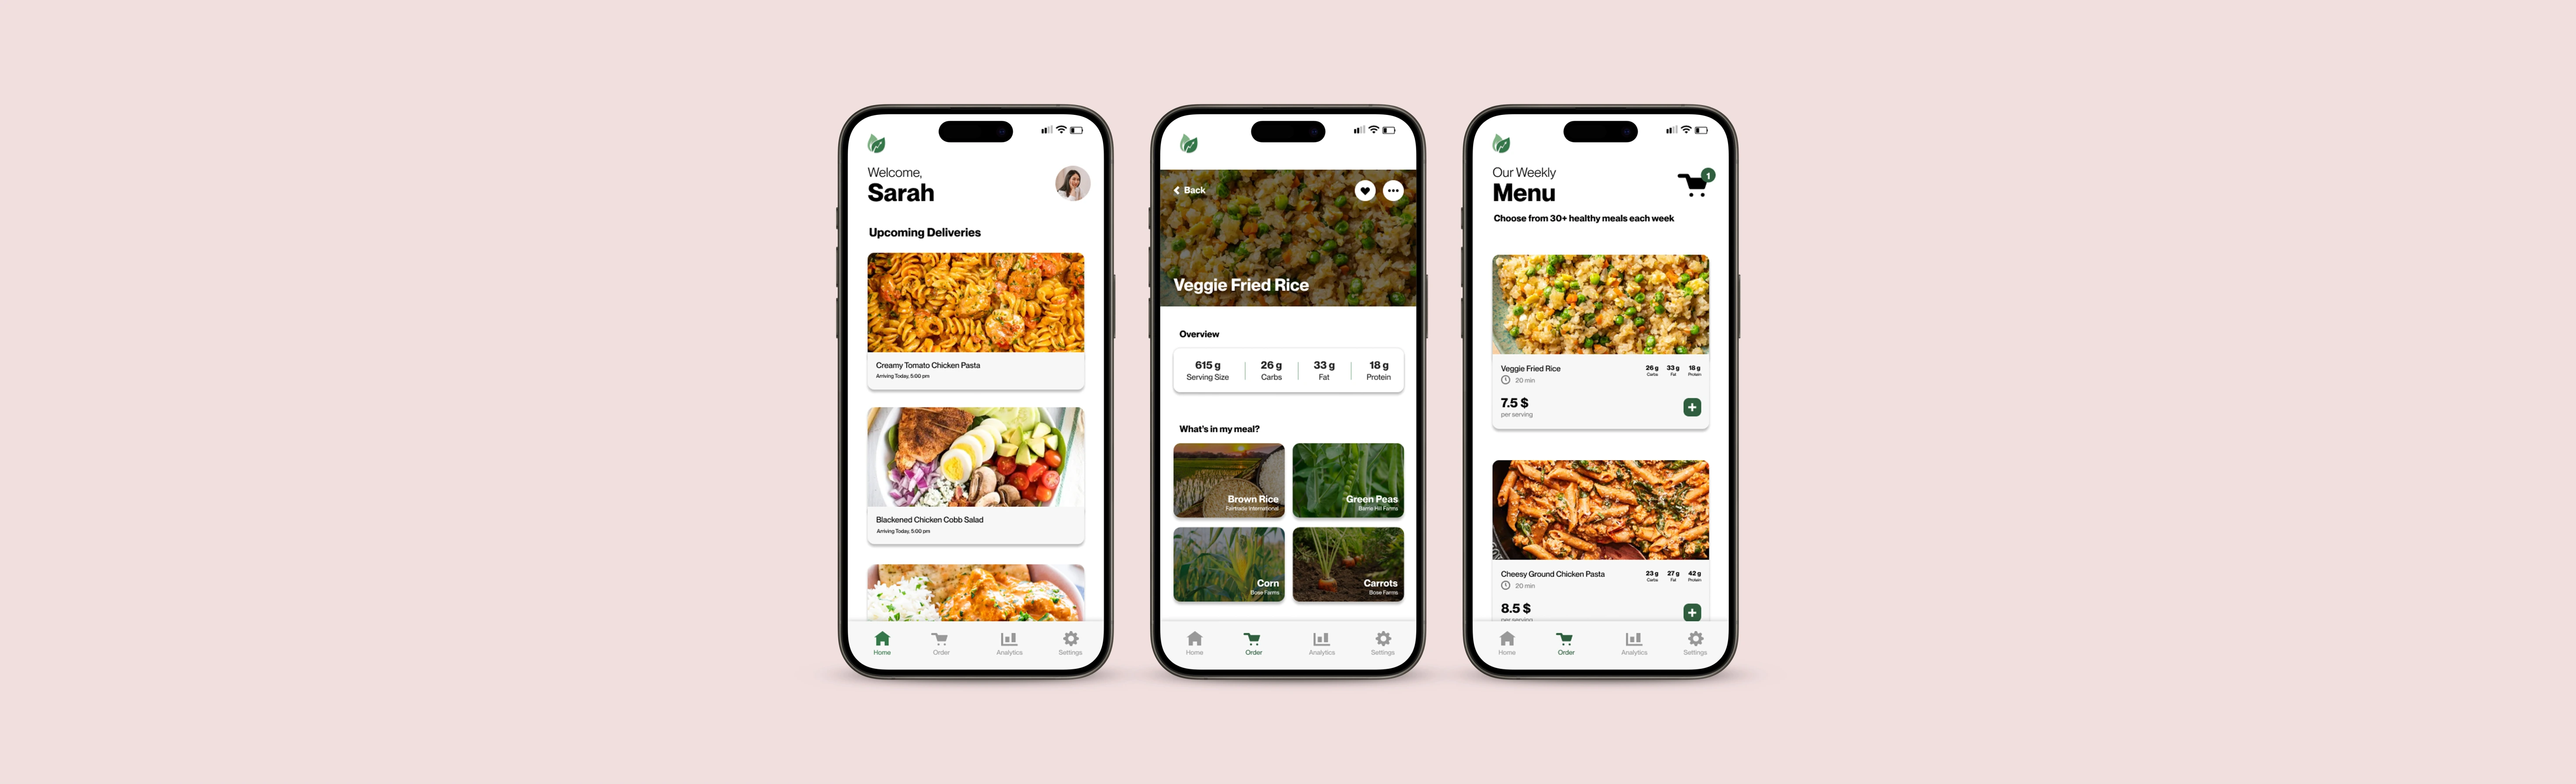 Welcome,
Sarah
Upcoming Deliveries
Creamy Tomato Chicken Pasta
Arriving Today, 5:00 pm
Blackened Chicken Cobb Salad
Arriving Today, 5:00 pm
Home
Order
Analytics
Settings
Back
Veggie Fried Rice
Overview
615 g
Serving Size
26 g
Carbs
33 g
Fat
18 g
Protein
What's in my meal?
Brown Rice
Fairtrade International
Green Peas
Barrie Hill Farms
Corn
Bose Farms
Carrots
Bose Farms
Home
Order
Analytics
Settings
Our Weekly
Menu
1
Choose from 30+ healthy meals each week
Veggie Fried Rice
20 min
26 g
Carbs
33 g
Fat
18 g
Protein
7.5 $
per serving
Cheesy Ground Chicken Pasta
20 min
23 g
Carbs
27 g
Fat
42 g
Protein
8.5 $
per serving
Home
Order
Analytics
Settings